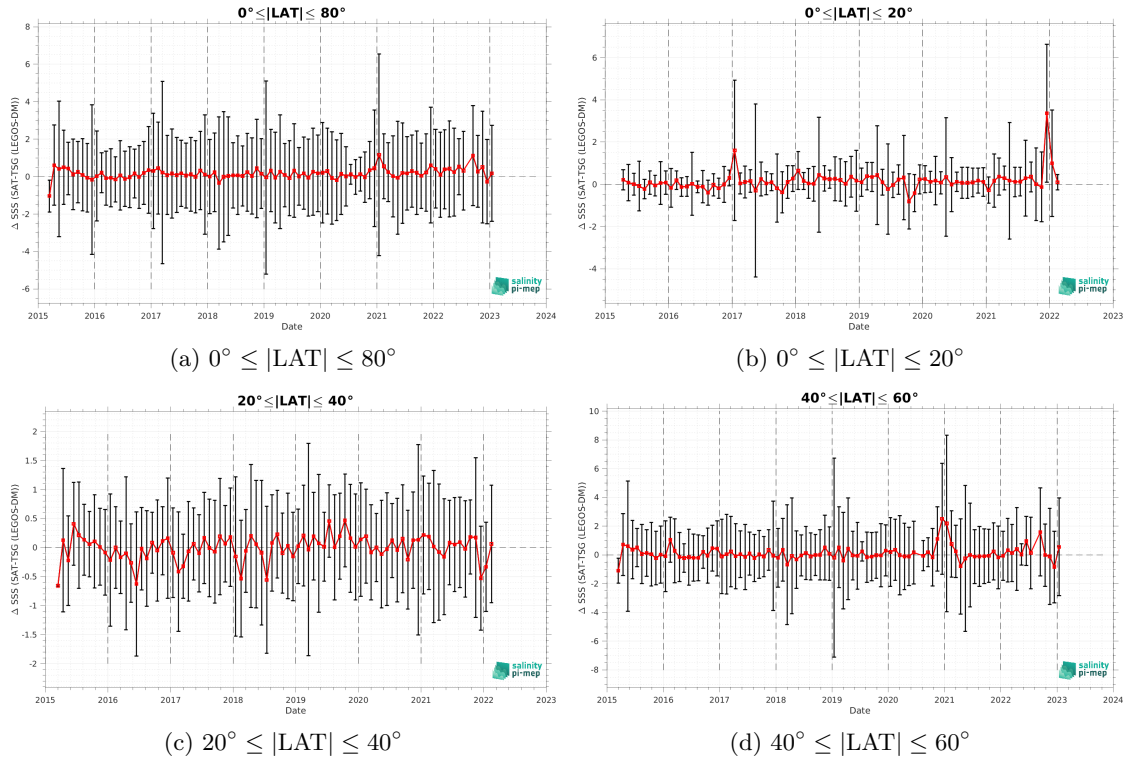 0°≤|LAT|≤ 80°
8
6
4
2
0
-2
-4
-6
Δ SSS (SAT-TSG (LEGOS-DM))
2015 2016 2017 2018 2019 2020 2021 2022 2023 2024
Date
salinity
pi-mep
(a) 0° ≤ |LAT| ≤ 80°
0°≤|LAT|≤ 20°
6
4
2
0
-2
-4
Δ SSS (SAT-TSG (LEGOS-DM))
2015 2016 2017 2018 2019 2020 2021 2022 2023
Date
salinity
pi-mep
(b) 0° ≤ |LAT| ≤ 20°
20°≤|LAT|≤ 40°
2
1.5
1
0.5
0
-0.5
-1
-1.5
-2
Δ SSS (SAT-TSG (LEGOS-DM))
2015 2016 2017 2018 2019 2020 2021 2022 2023
Date
salinity
pi-mep
(c) 20° ≤ |LAT| ≤ 40°
40°≤|LAT|≤ 60°
10
8
6
4
2
0
-2
-4
-6
-8
Δ SSS (SAT-TSG (LEGOS-DM))
2015 2016 2017 2018 2019 2020 2021 2022 2023 2024
Date
salinity
pi-mep
(d) 40° ≤ |LAT| ≤ 60°